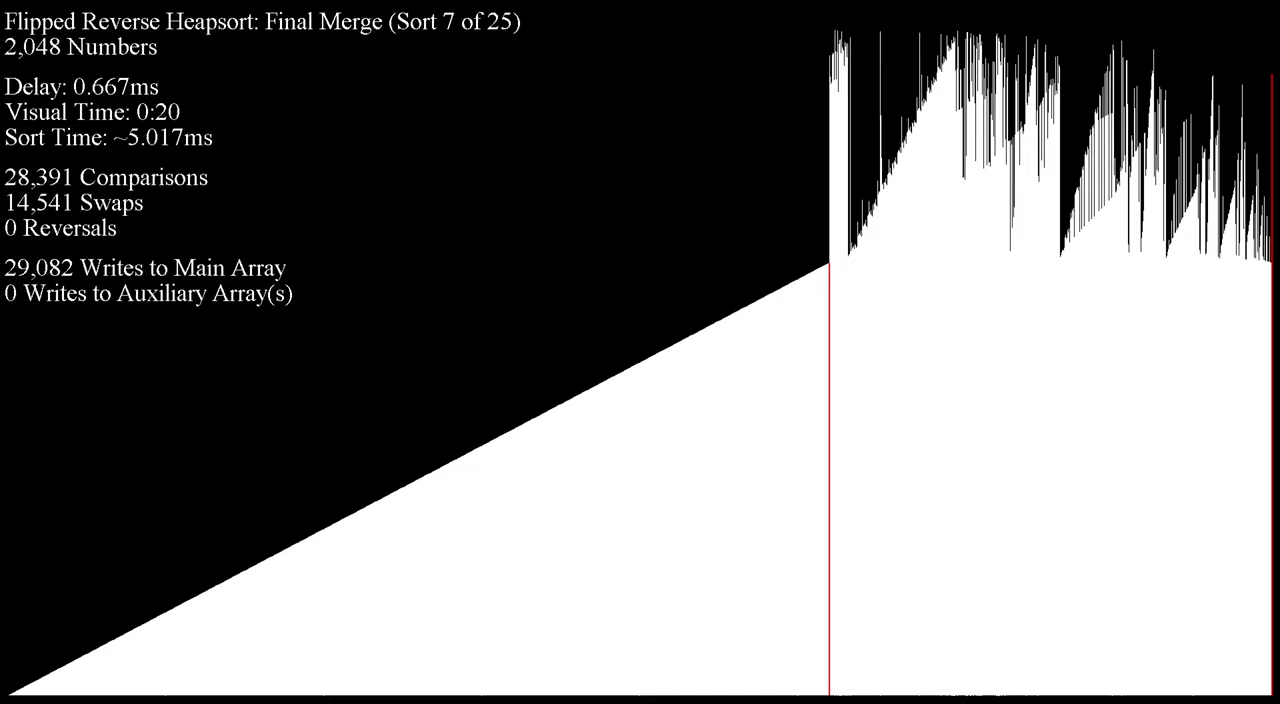 Flipped Reverse Heapsort: Final Merge (Sort 7 of 25)
2,048 Numbers
Delay: 0.667ms
Visual Time: 0:20
Sort Time: ~5.017ms
28,391 Comparisons
14,541 Swaps
0 Reversals
29,082 Writes to Main Array
0 Writes to Auxiliary Array(s)